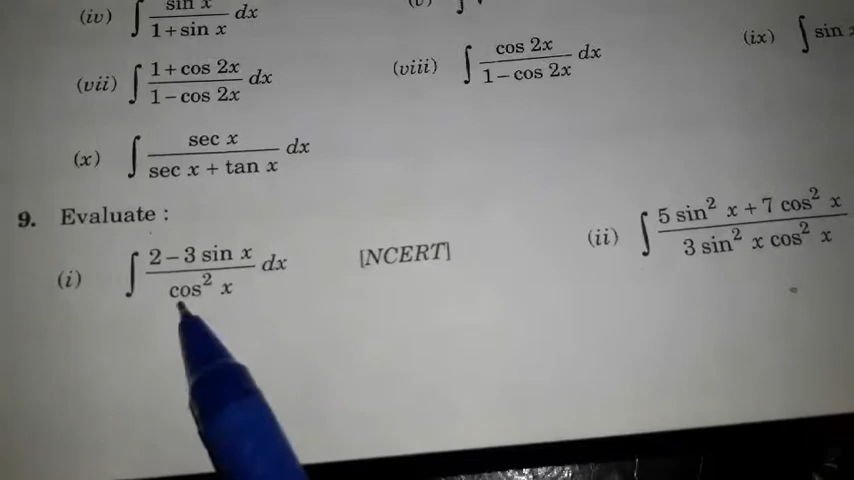 (iv) ∫ sin x / 1 + sin x dx
(vii) ∫ 1 + cos 2x / 1 − cos 2x dx (viii) ∫ cos 2x / 1 − cos 2x dx (ix) ∫ sin
(x) ∫ sec x / sec x + tan x dx
9. Evaluate :
(i) ∫ 2 − 3 sin x / cos² x dx [NCERT] (ii) ∫ 5 sin² x + 7 cos² x / 3 sin² x cos² x